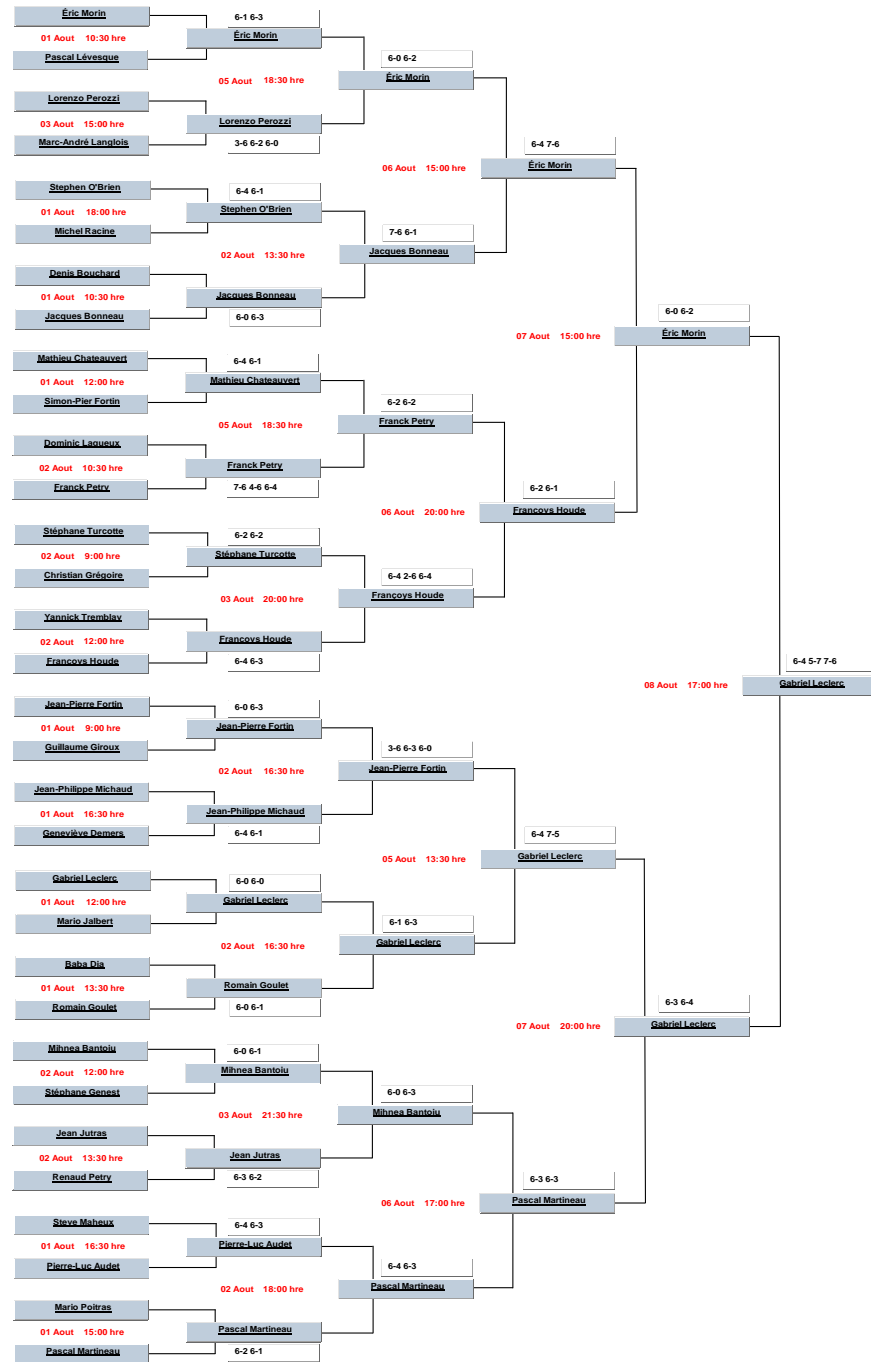 Éric Morin
6-1 6-3
01 Aout 10:30 hre
Éric Morin
Pascal Lévesque
6-0 6-2
05 Aout 18:30 hre
Éric Morin
Lorenzo Perozzi
03 Aout 15:00 hre
Lorenzo Perozzi
Marc-André Langlois
3-6 6-2 6-0
6-4 7-6
06 Aout 15:00 hre
Éric Morin
Stephen O'Brien
6-4 6-1
01 Aout 18:00 hre
Stephen O'Brien
Michel Racine
7-6 6-1
02 Aout 13:30 hre
Jacques Bonneau
Denis Bouchard
01 Aout 10:30 hre
Jacques Bonneau
Jacques Bonneau
6-0 6-3
6-0 6-2
07 Aout 15:00 hre
Éric Morin
Mathieu Chateauvert
6-4 6-1
01 Aout 12:00 hre
Mathieu Chateauvert
Simon-Pier Fortin
6-2 6-2
05 Aout 18:30 hre
Franck Petry
Dominic Lagueux
02 Aout 10:30 hre
Franck Petry
Franck Petry
7-6 4-6 6-4
6-2 6-1
06 Aout 20:00 hre
Françoys Houde
Stéphane Turcotte
6-2 6-2
02 Aout 9:00 hre
Stéphane Turcotte
Christian Grégoire
6-4 2-6 6-4
03 Aout 20:00 hre
Françoys Houde
Yannick Tremblay
02 Aout 12:00 hre
Françoys Houde
Françoys Houde
6-4 6-3
6-4 5-7 7-6
08 Aout 17:00 hre
Gabriel Leclerc
Jean-Pierre Fortin
6-0 6-3
01 Aout 9:00 hre
Jean-Pierre Fortin
Guillaume Giroux
3-6 6-3 6-0
02 Aout 16:30 hre
Jean-Pierre Fortin
Jean-Philippe Michaud
01 Aout 16:30 hre
Jean-Philippe Michaud
Geneviève Demers
6-4 6-1
6-4 7-5
05 Aout 13:30 hre
Gabriel Leclerc
Gabriel Leclerc
6-0 6-0
01 Aout 12:00 hre
Gabriel Leclerc
Mario Jalbert
6-1 6-3
02 Aout 16:30 hre
Gabriel Leclerc
Baba Dia
01 Aout 13:30 hre
Romain Goulet
Romain Goulet
6-0 6-1
6-3 6-4
07 Aout 20:00 hre
Gabriel Leclerc
Mihnea Bantoiu
6-0 6-1
02 Aout 12:00 hre
Mihnea Bantoiu
Stéphane Genest
6-0 6-3
03 Aout 21:30 hre
Mihnea Bantoiu
Jean Jutras
02 Aout 13:30 hre
Jean Jutras
Renaud Petry
6-3 6-2
6-3 6-3
06 Aout 17:00 hre
Pascal Martineau
Steve Maheux
6-4 6-3
01 Aout 16:30 hre
Pierre-Luc Audet
Pierre-Luc Audet
6-4 6-3
02 Aout 18:00 hre
Pascal Martineau
Mario Poitras
01 Aout 15:00 hre
Pascal Martineau
Pascal Martineau
6-2 6-1